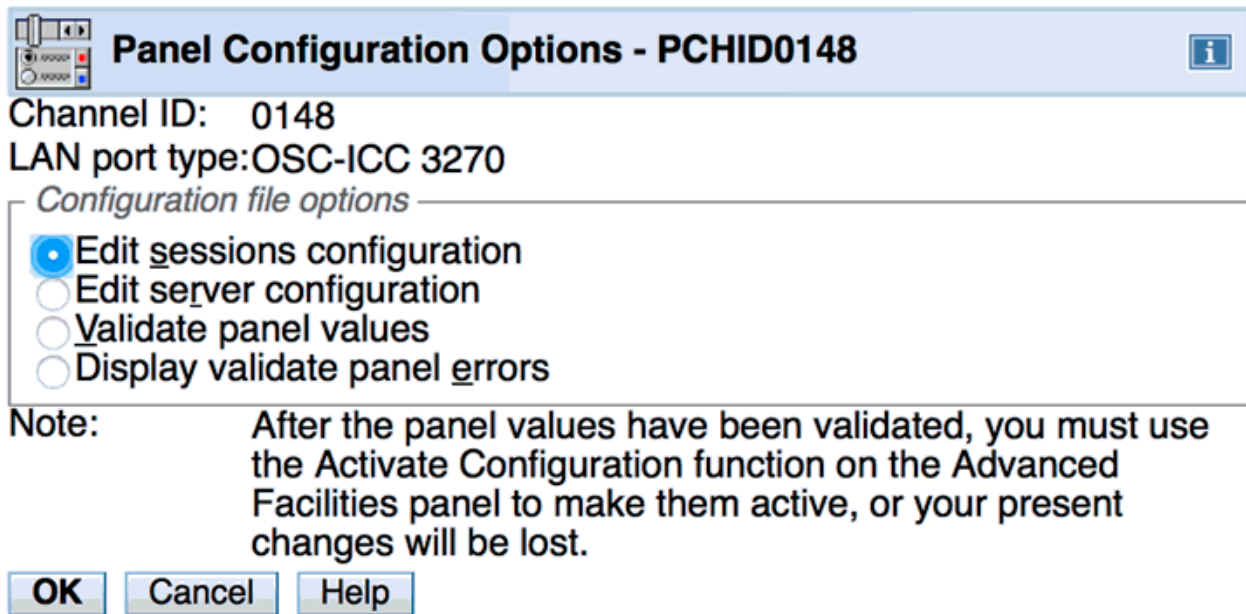 Panel Configuration Options - PCHID0148
i
Channel ID: 0148
LAN port type:OSC-ICC 3270
Configuration file options
Edit sessions configuration
Edit server configuration
Validate panel values
Display validate panel errors
Note: After the panel values have been validated, you must use
the Activate Configuration function on the Advanced
Facilities panel to make them active, or your present
changes will be lost.
OK Cancel Help